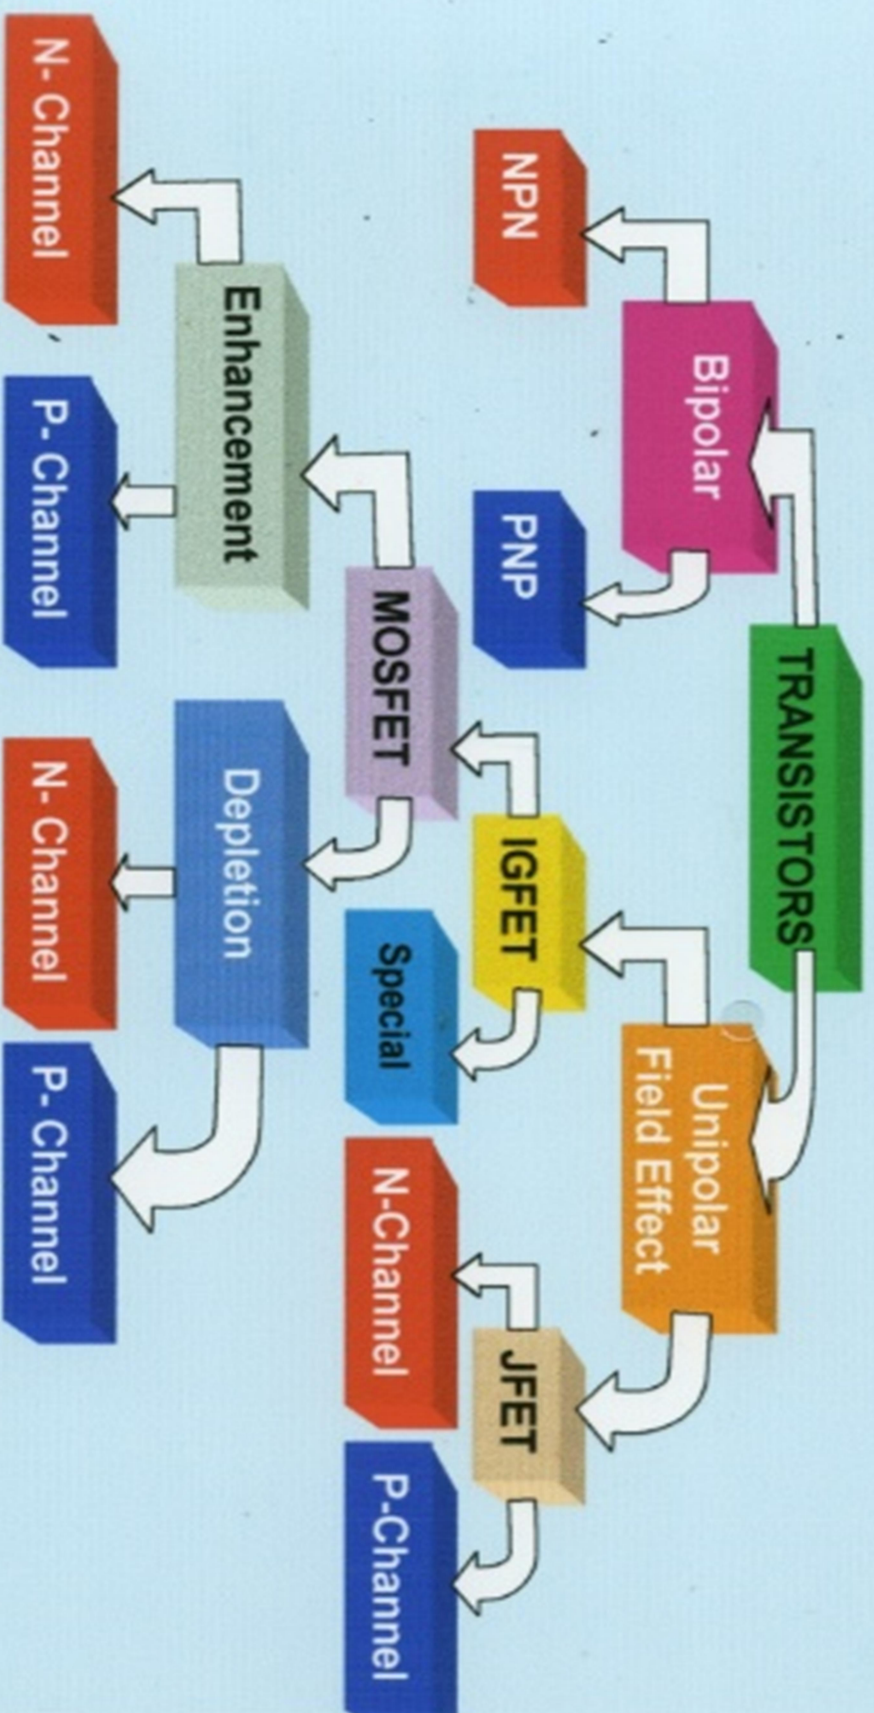 TRANSISTORS
Bipolar
Unipolar
Field Effect
NPN
PNP
IGFET
JFET
MOSFET
Special
N-Channel
P-Channel
Enhancement
Depletion
N- Channel
P- Channel
N- Channel
P- Channel